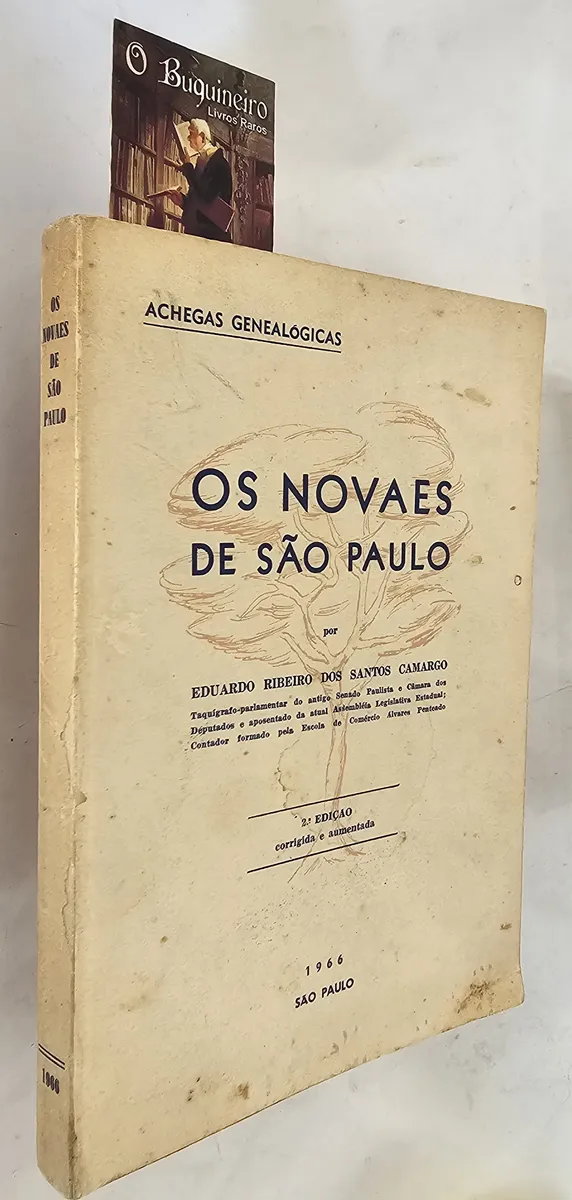 O Buquineiro
Livros Raros
OS
NOVAES
DE
SÃO
PAULO
1966
ACHEGAS GENEALÓGICAS
OS NOVAES
DE SÃO PAULO
por
EDUARDO RIBEIRO DOS SANTOS CAMARGO
Taquígrafo-parlamentar do antigo Senado Paulista e Câmara dos
Deputados e aposentado da atual Assembléia Legislativa Estadual;
Contador formado pela Escola de Comércio Álvares Penteado
2.ª EDIÇÃO
corrigida e aumentada
1966
SÃO PAULO